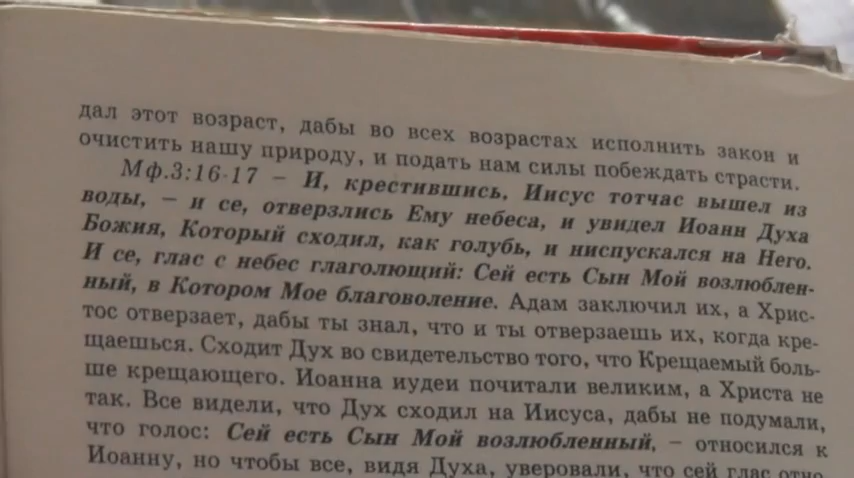 дал этот возраст, дабы во всех возрастах исполнить закон и
очистить нашу природу, и подать нам силы побеждать страсти.
Мф.3:16-17 – И, крестившись, Иисус тотчас вышел из
воды, – и се, отверзлись Ему небеса, и увидел Иоанн Духа
Божия, Который сходил, как голубь, и ниспускался на Него.
И се, глас с небес глаголющий: Сей есть Сын Мой возлюблен-
ный, в Котором Мое благоволение. Адам заключил их, а Хрис-
тос отверзает, дабы ты знал, что и ты отверзаешь их, когда кре-
щаешься. Сходит Дух во свидетельство того, что Крещаемый боль-
ше крещающего. Иоанна иудеи почитали великим, а Христа не
так. Все видели, что Дух сходил на Иисуса, дабы не подумали,
что голос: Сей есть Сын Мой возлюбленный, – относился к
Иоанну, но чтобы все, видя Духа, уверовали, что сей глас отно-